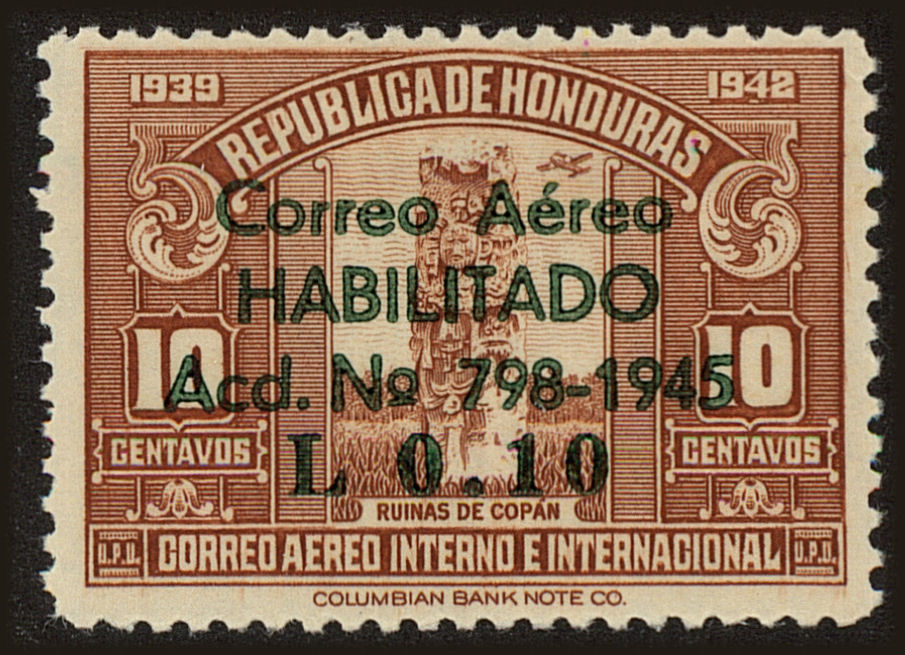 1939 1942
REPUBLICA DE HONDURAS
Correo Aéreo
HABILITADO
10 10
Acd. Nº 798-1945
CENTAVOS CENTAVOS
L 0.10
RUINAS DE COPÁN
U.P.U. CORREO AEREO INTERNO E INTERNACIONAL U.P.U.
COLUMBIAN BANK NOTE CO.